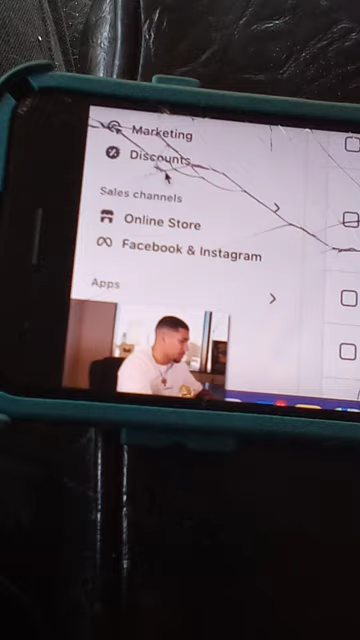 Marketing
Discounts
Sales channels
Online Store
Facebook & Instagram
Apps